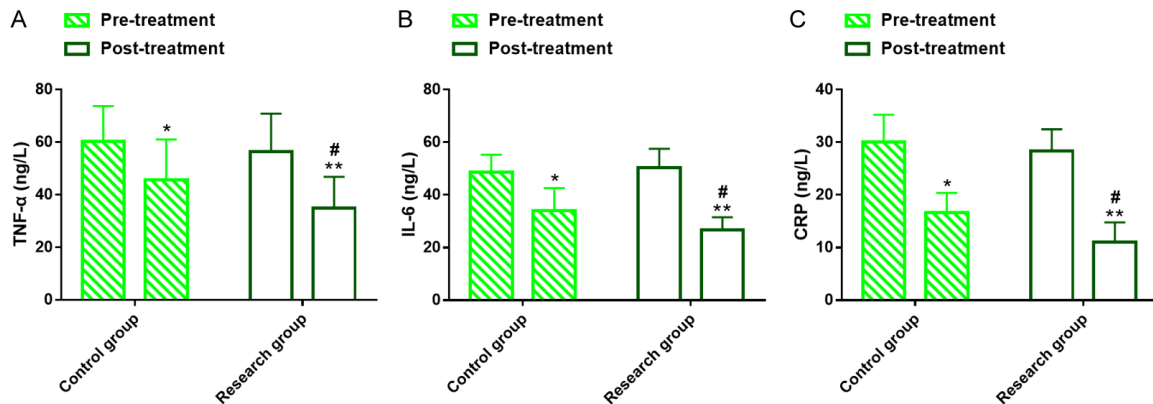 A
Pre-treatment
Post-treatment
TNF-α (ng/L)
80
60
40
20
0
*
#
**
Control group
Research group
B
Pre-treatment
Post-treatment
IL-6 (ng/L)
80
60
40
20
0
*
#
**
Control group
Research group
C
Pre-treatment
Post-treatment
CRP (ng/L)
40
30
20
10
0
*
#
**
Control group
Research group